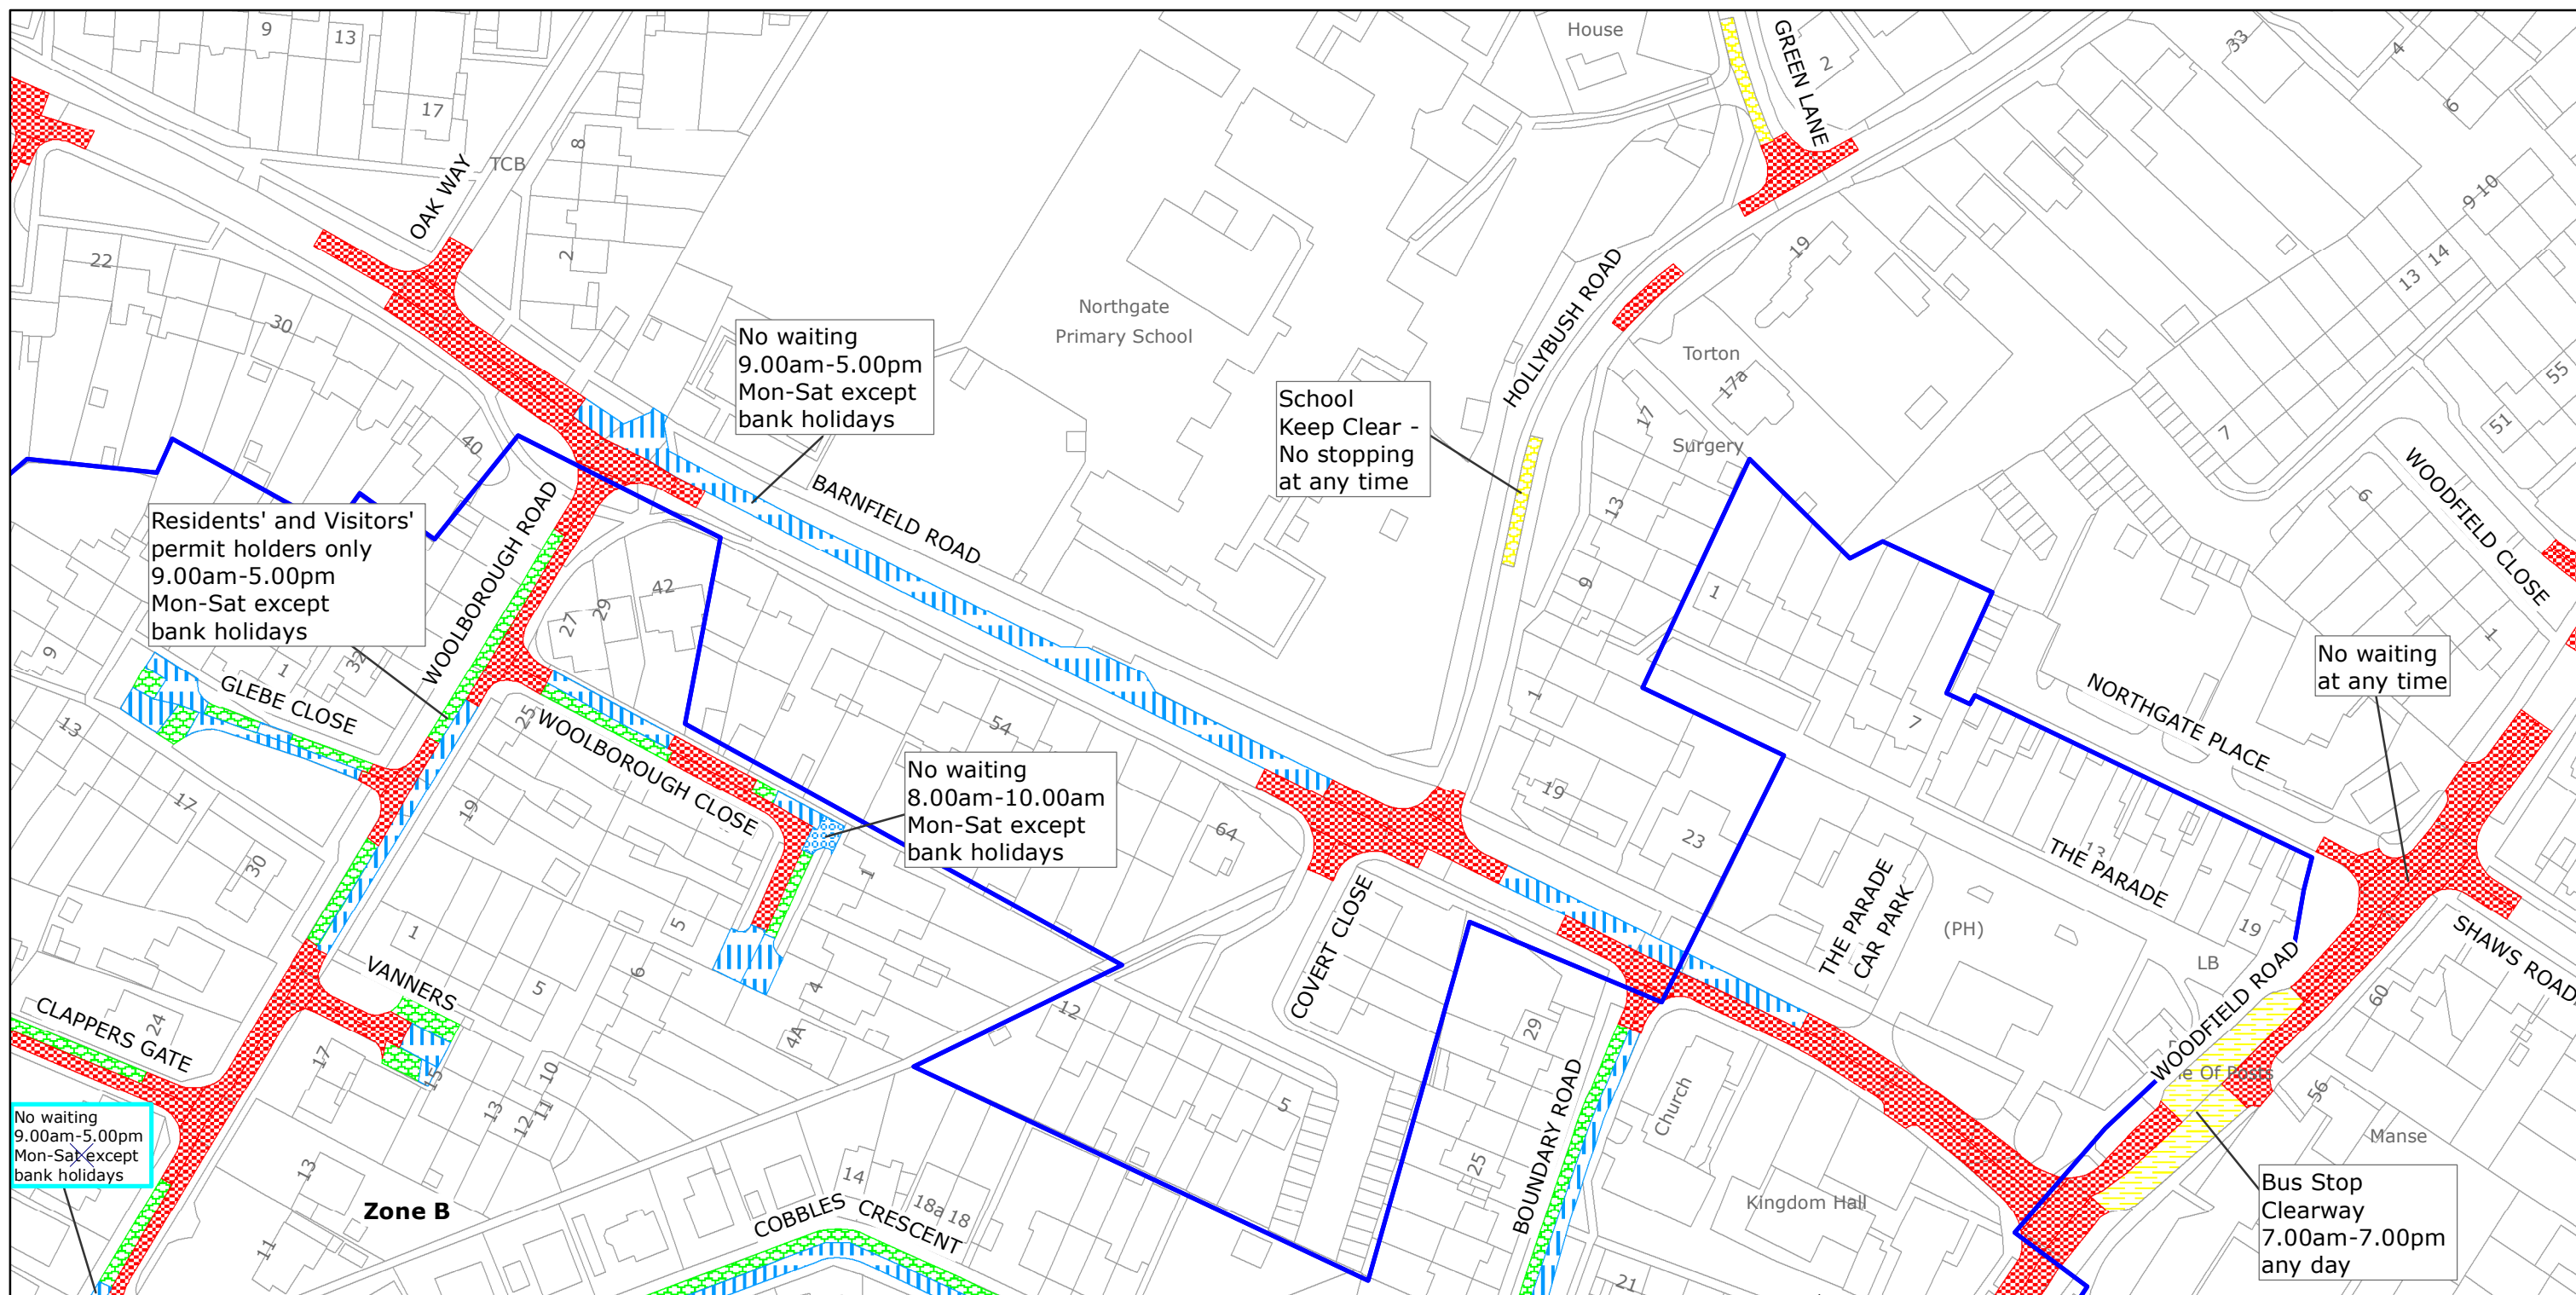 House
GREEN LANE
2
33
4
6
9
13
17
OAK WAY
TCB
8
2
9 10
22
19
13 14
30
Northgate
Primary School
HOLLYBUSH ROAD
Torton
17a
55
No waiting
9.00am-5.00pm
Mon-Sat except
bank holidays
School
Keep Clear -
No stopping
at any time
17
Surgery
7
51
40
BARNFIELD ROAD
WOODFIELD CLOSE
6
Residents' and Visitors'
permit holders only
9.00am-5.00pm
Mon-Sat except
bank holidays
WOOLBOROUGH ROAD
13
9
1
42
29
27
1
No waiting
at any time
9
1
32
GLEBE CLOSE
1
25
WOOLBOROUGH CLOSE
54
7
NORTHGATE PLACE
13
17
19
No waiting
8.00am-10.00am
Mon-Sat except
bank holidays
19
23
64
30
1
THE PARADE
13
THE PARADE
CAR PARK
(PH)
19
LB
COVERT CLOSE
5
1
VANNERS
5
6
4
4A
12
29
60
SHAWS ROAD
WOODFIELD ROAD
CLAPPERS GATE
24
17
15
10
13
12
11
5
Church
56
Manse
No waiting
9.00am-5.00pm
Mon-Sat except
bank holidays
13
Zone B
11
14
18a 18
COBBLES CRESCENT
25
BOUNDARY ROAD
Kingdom Hall
21
Bus Stop
Clearway
7.00am-7.00pm
any day